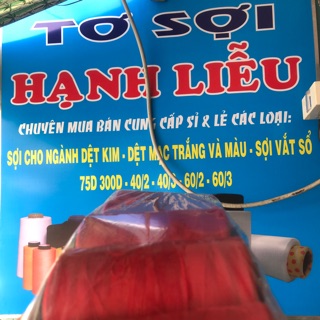 TƠ SỢI
HẠNH LIỄU
CHUYÊN MUA BÁN CUNG CẤP SỈ & LẺ CÁC LOẠI:
SỢI CHO NGÀNH DỆT KIM - DỆT MẠC TRẮNG VÀ MÀU - SỢI VẮT SỔ
75D 300D - 40/2 - 40/3 - 60/2 - 60/3